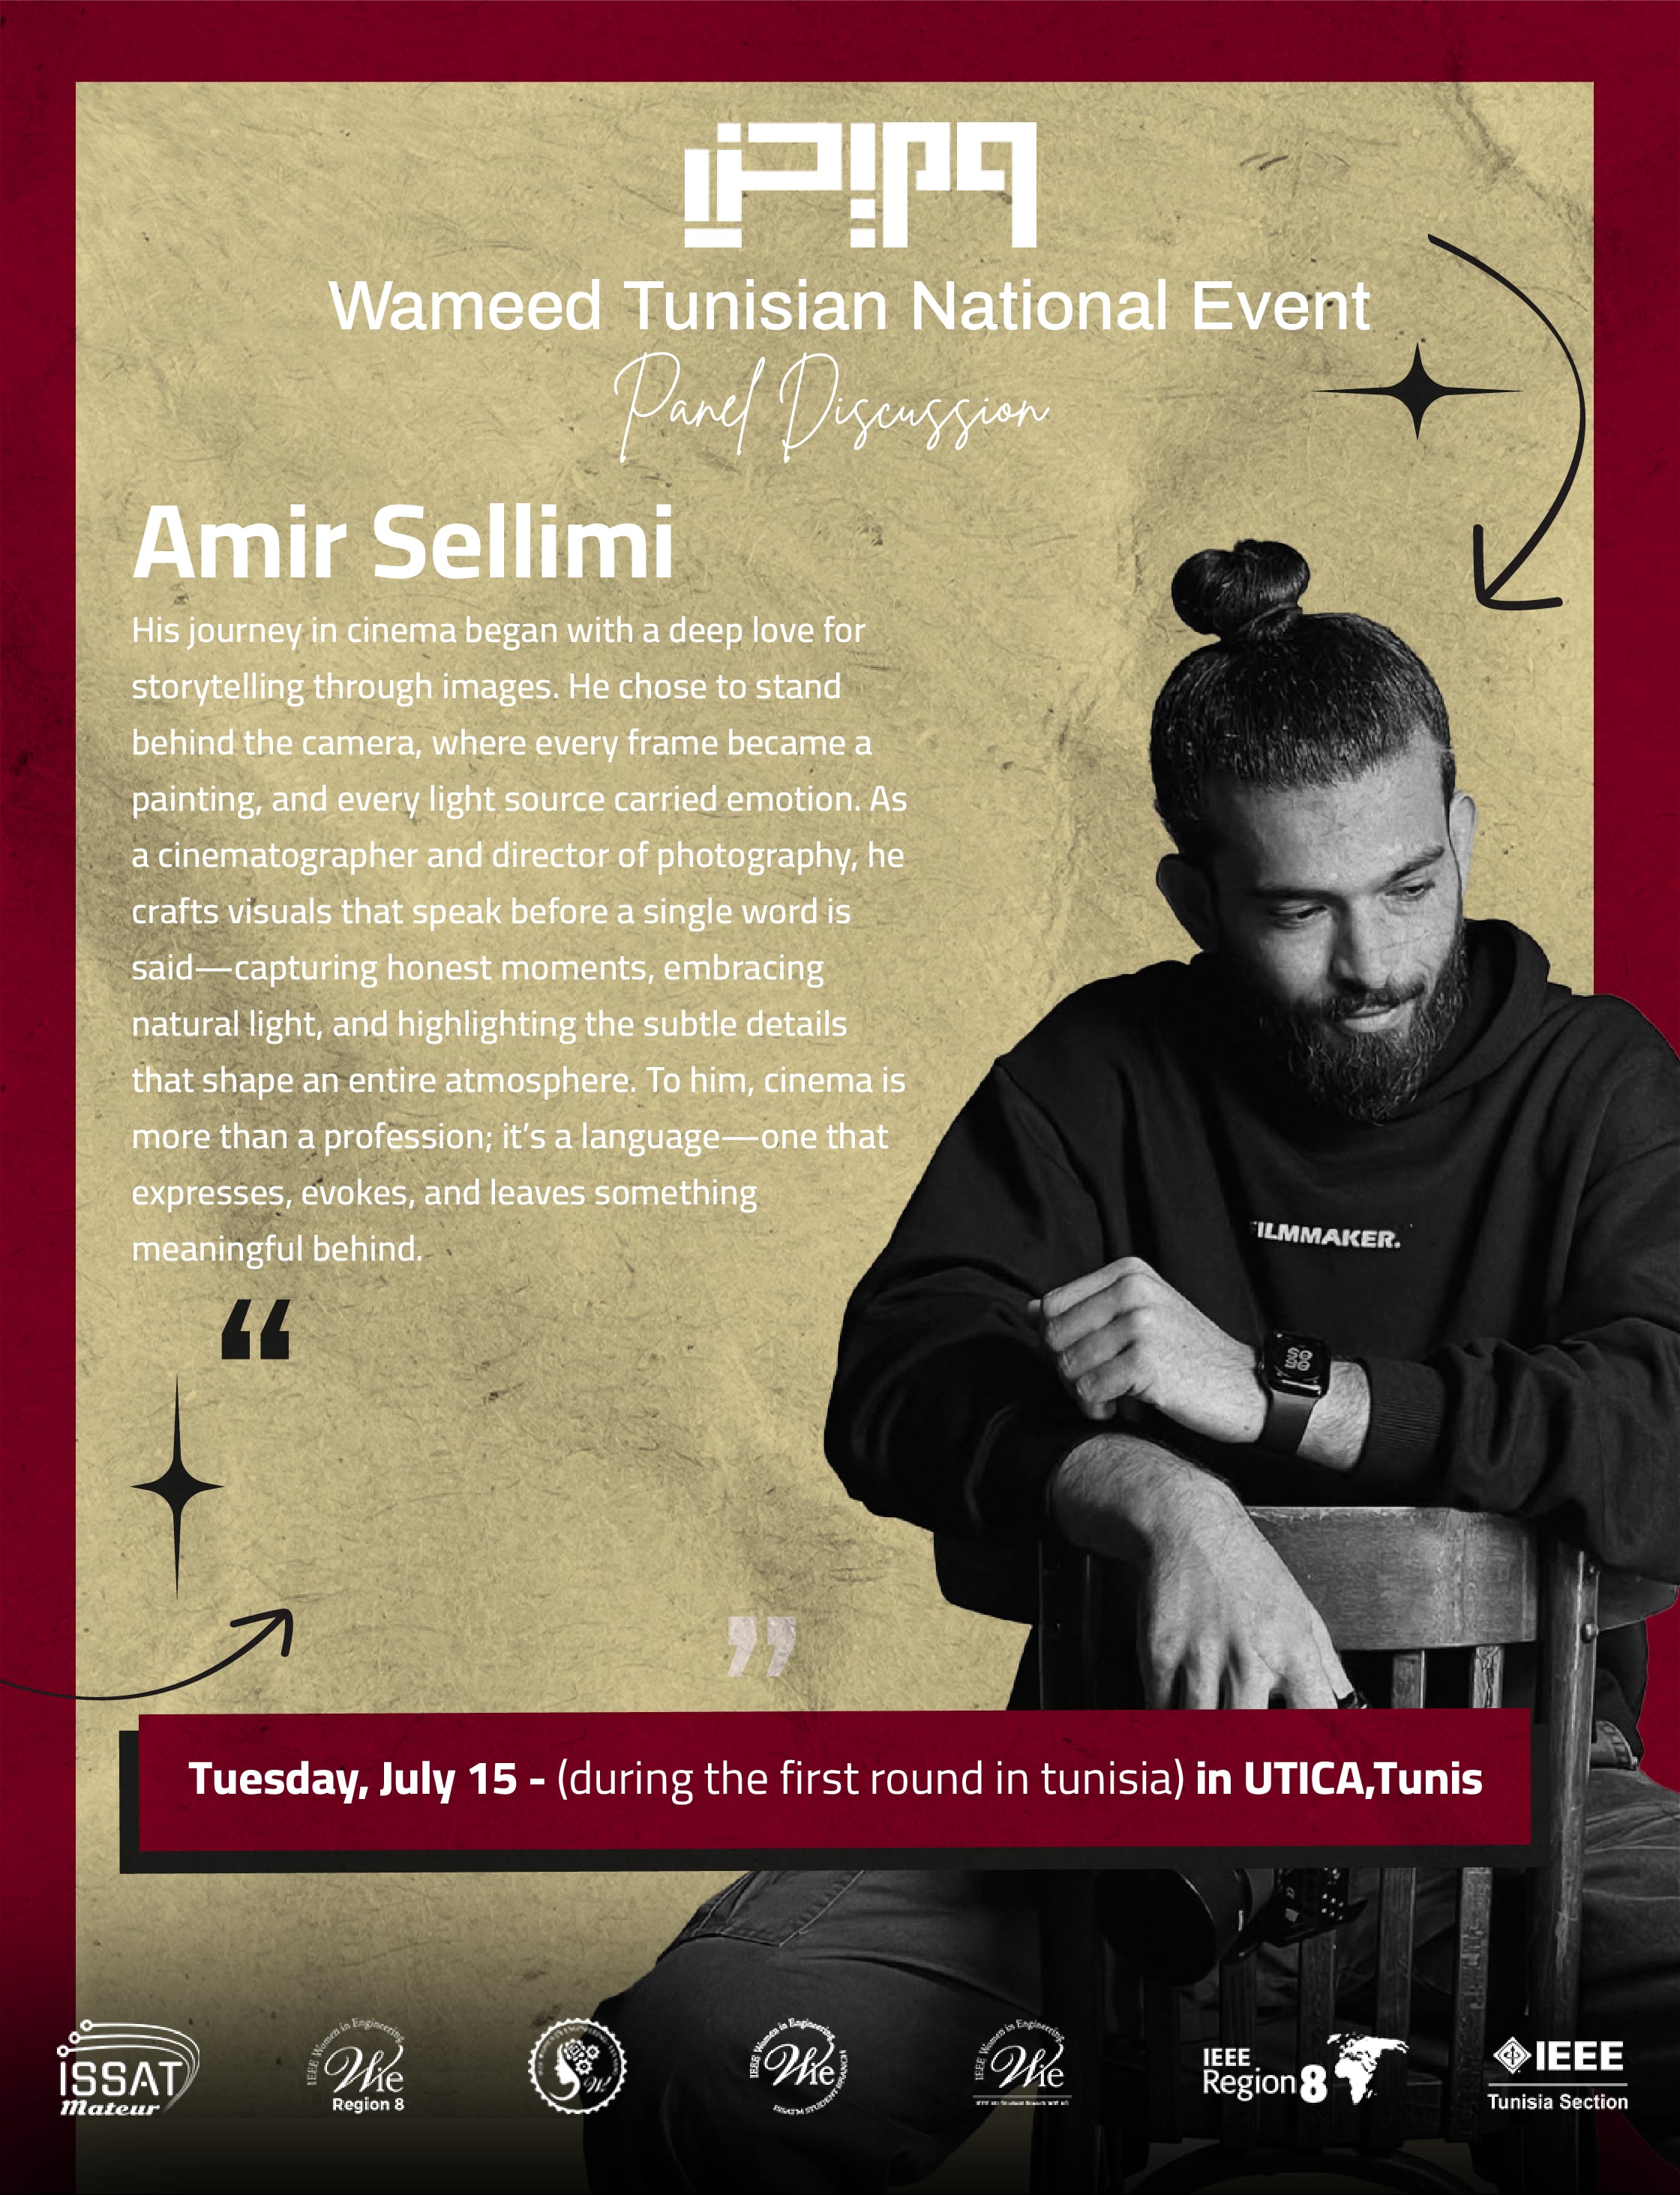 وميض
Wameed Tunisian National Event
Panel Discussion
Amir Sellimi
His journey in cinema began with a deep love for
storytelling through images. He chose to stand
behind the camera, where every frame became a
painting, and every light source carried emotion. As
a cinematographer and director of photography, he
crafts visuals that speak before a single word is
said—capturing honest moments, embracing
natural light, and highlighting the subtle details
that shape an entire atmosphere. To him, cinema is
more than a profession; it’s a language—one that
expresses, evokes, and leaves something
meaningful behind.
“
ILMMAKER.
”
Tuesday, July 15 - (during the first round in tunisia) in UTICA,Tunis
ISSAT
Mateur
IEEE Women in Engineering
Wie
Region 8
IEEE Women in Engineering
Wie
ISSATM STUDENT BRANCH
IEEE Women in Engineering
Wie
IEEE
Region 8
IEEE
Tunisia Section